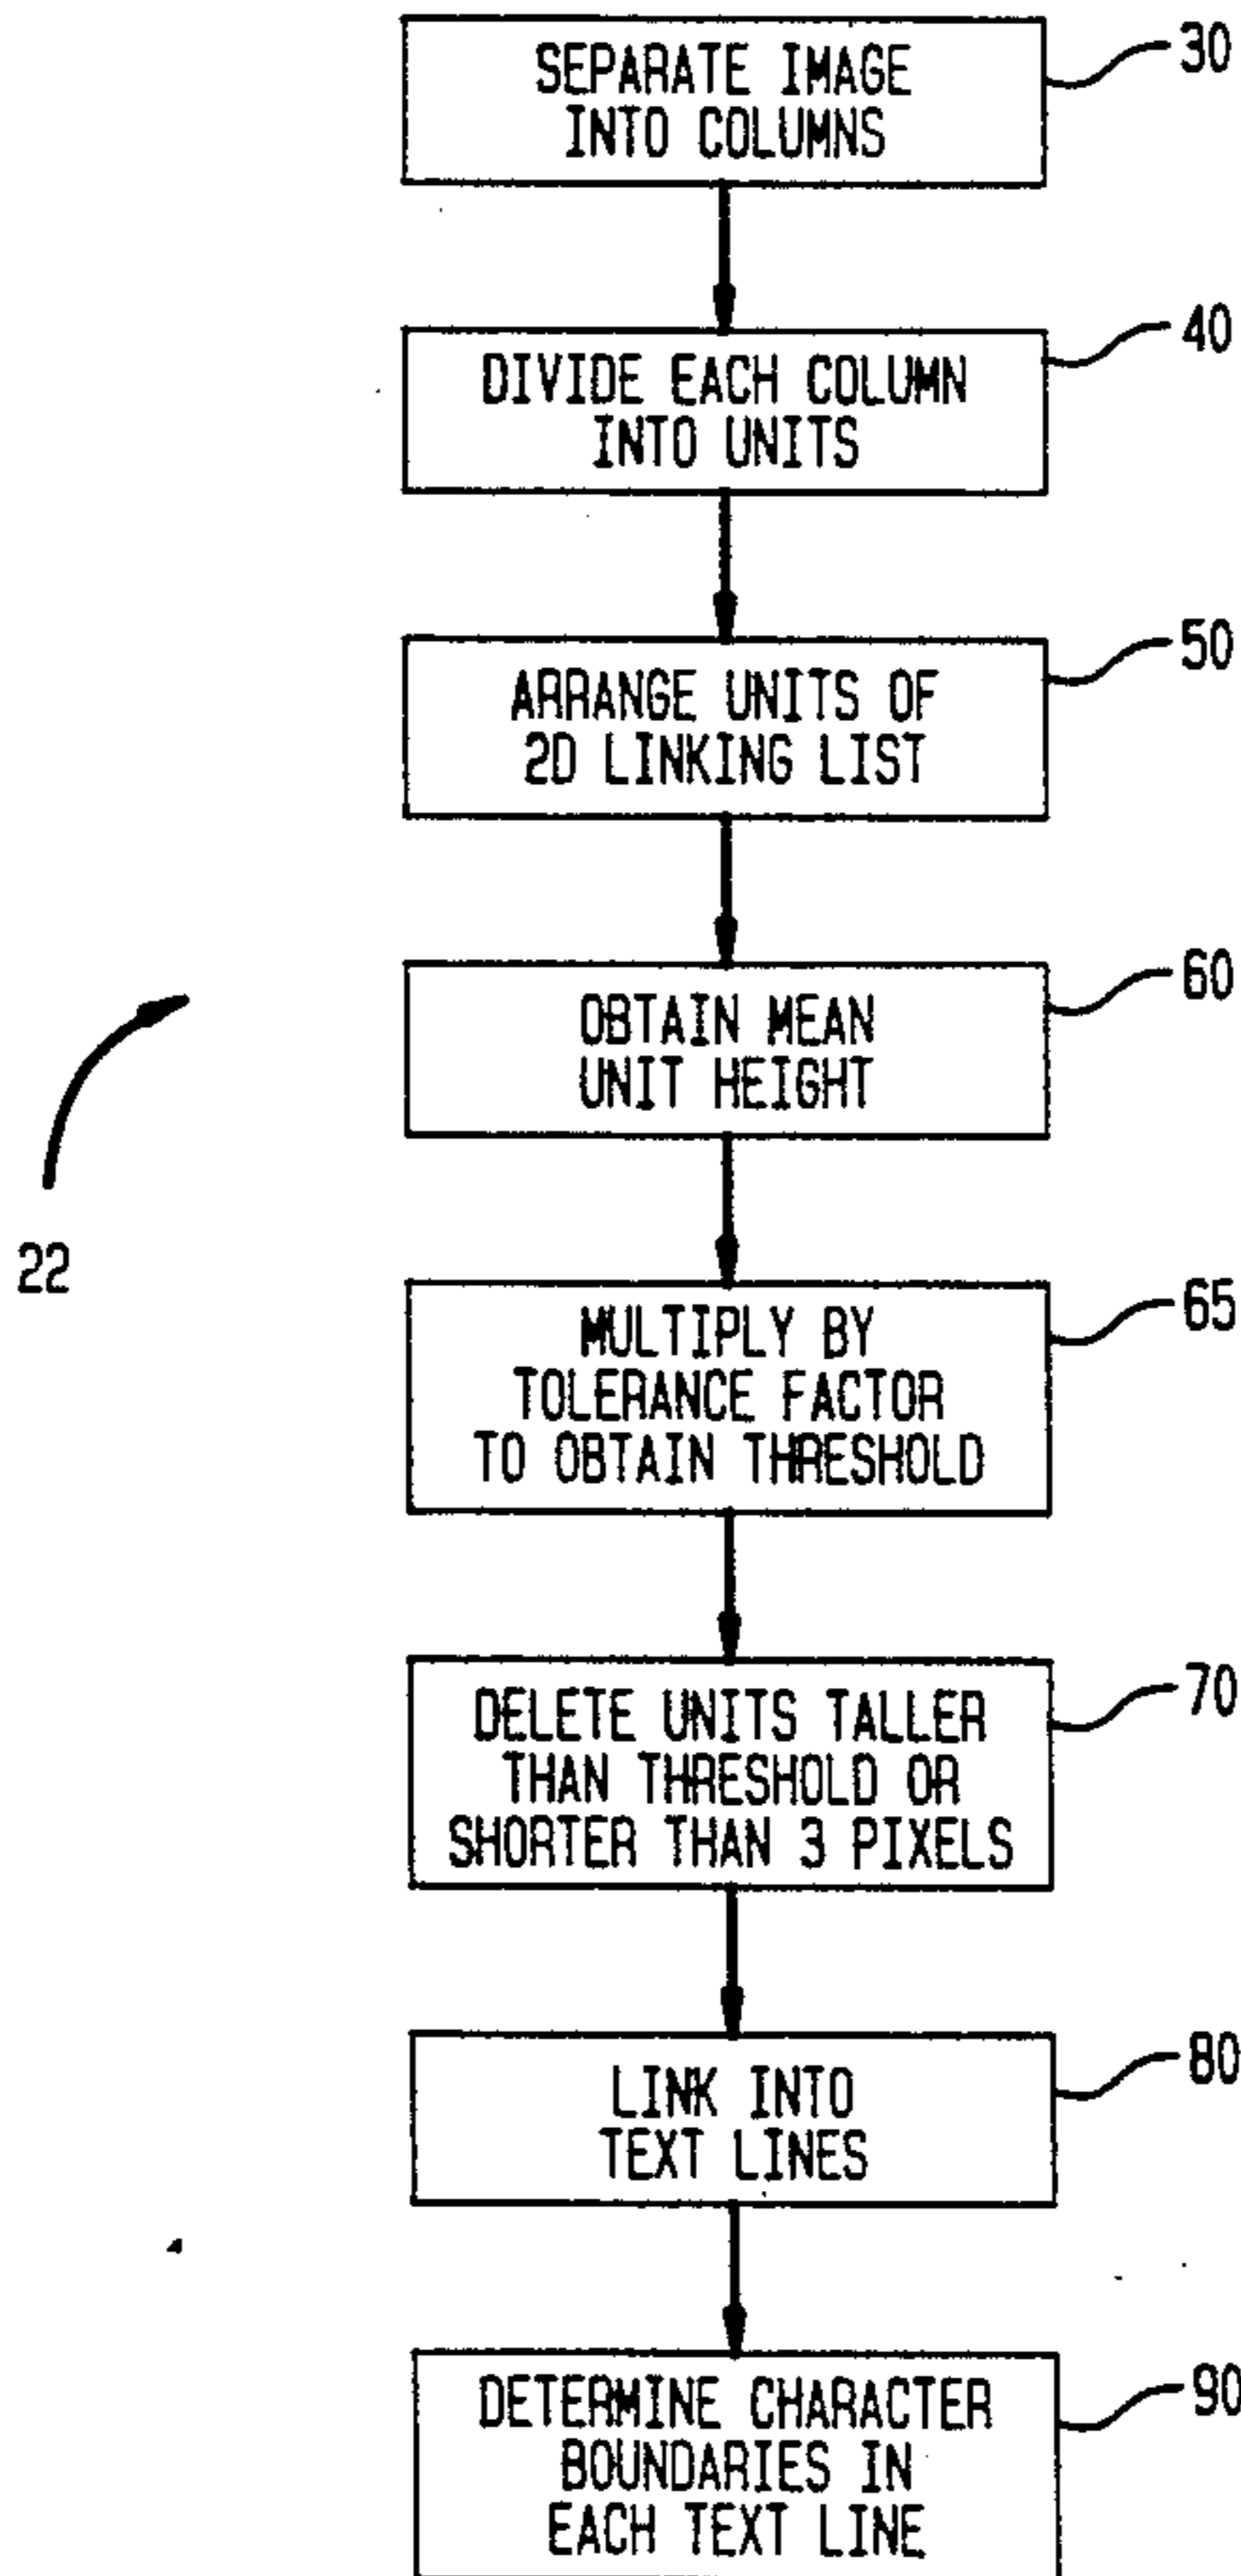 SEPARATE IMAGE
INTO COLUMNS
30
DIVIDE EACH COLUMN
INTO UNITS
40
ARRANGE UNITS OF
2D LINKING LIST
50
OBTAIN MEAN
UNIT HEIGHT
60
22
MULTIPLY BY
TOLERANCE FACTOR
TO OBTAIN THRESHOLD
65
DELETE UNITS TALLER
THAN THRESHOLD OR
SHORTER THAN 3 PIXELS
70
LINK INTO
TEXT LINES
80
DETERMINE CHARACTER
BOUNDARIES IN
EACH TEXT LINE
90